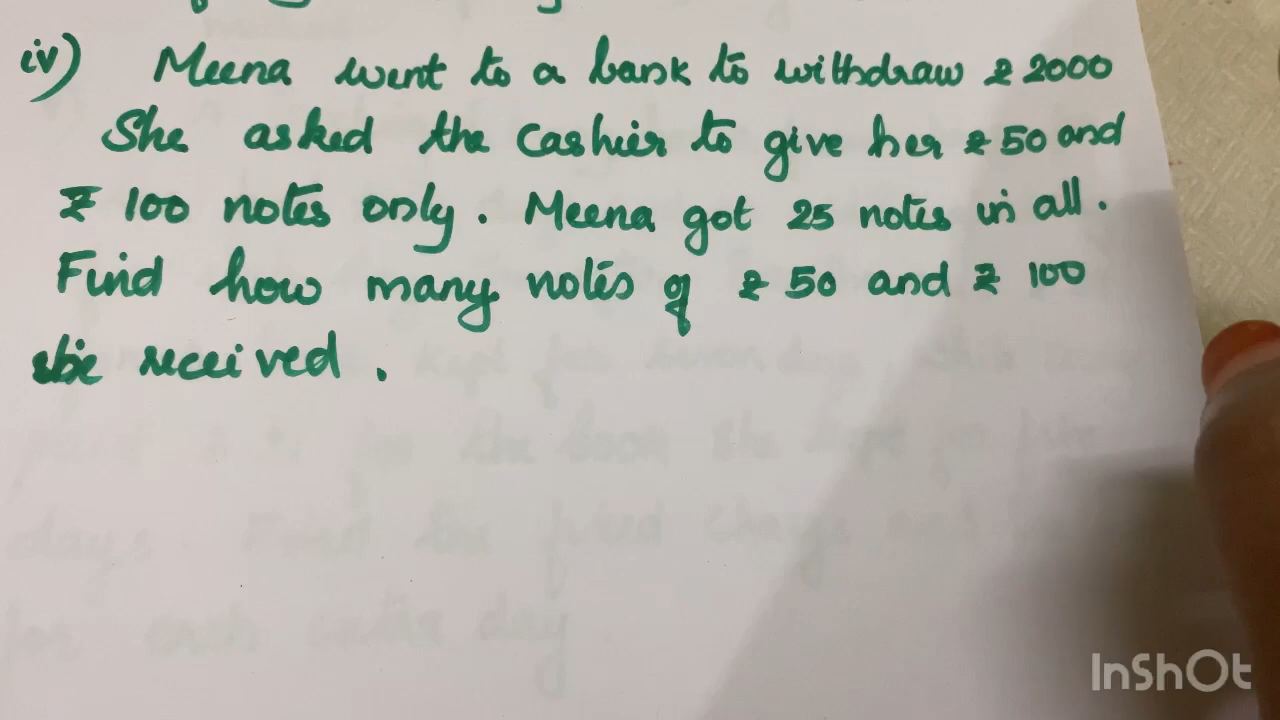 iv) Meena went to a bank to withdraw ₹ 2000
She asked the cashier to give her ₹ 50 and
₹ 100 notes only. Meena got 25 notes in all.
Find how many notes of ₹ 50 and ₹ 100
she received.
InShOt